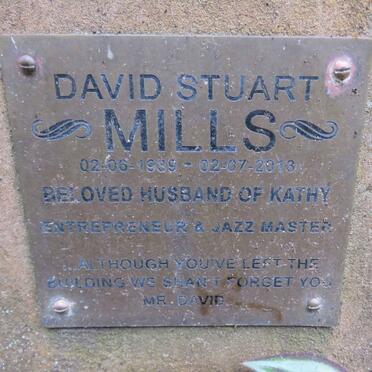 DAVID STUART
MILLS
02-06-1939 - 02-07-2018
BELOVED HUSBAND OF KATHY
ENTREPRENEUR & JAZZ MASTER
...ALTHOUGH YOU'VE LEFT THE
BUILDING WE SHAN'T FORGET YOU
MR. DAVID